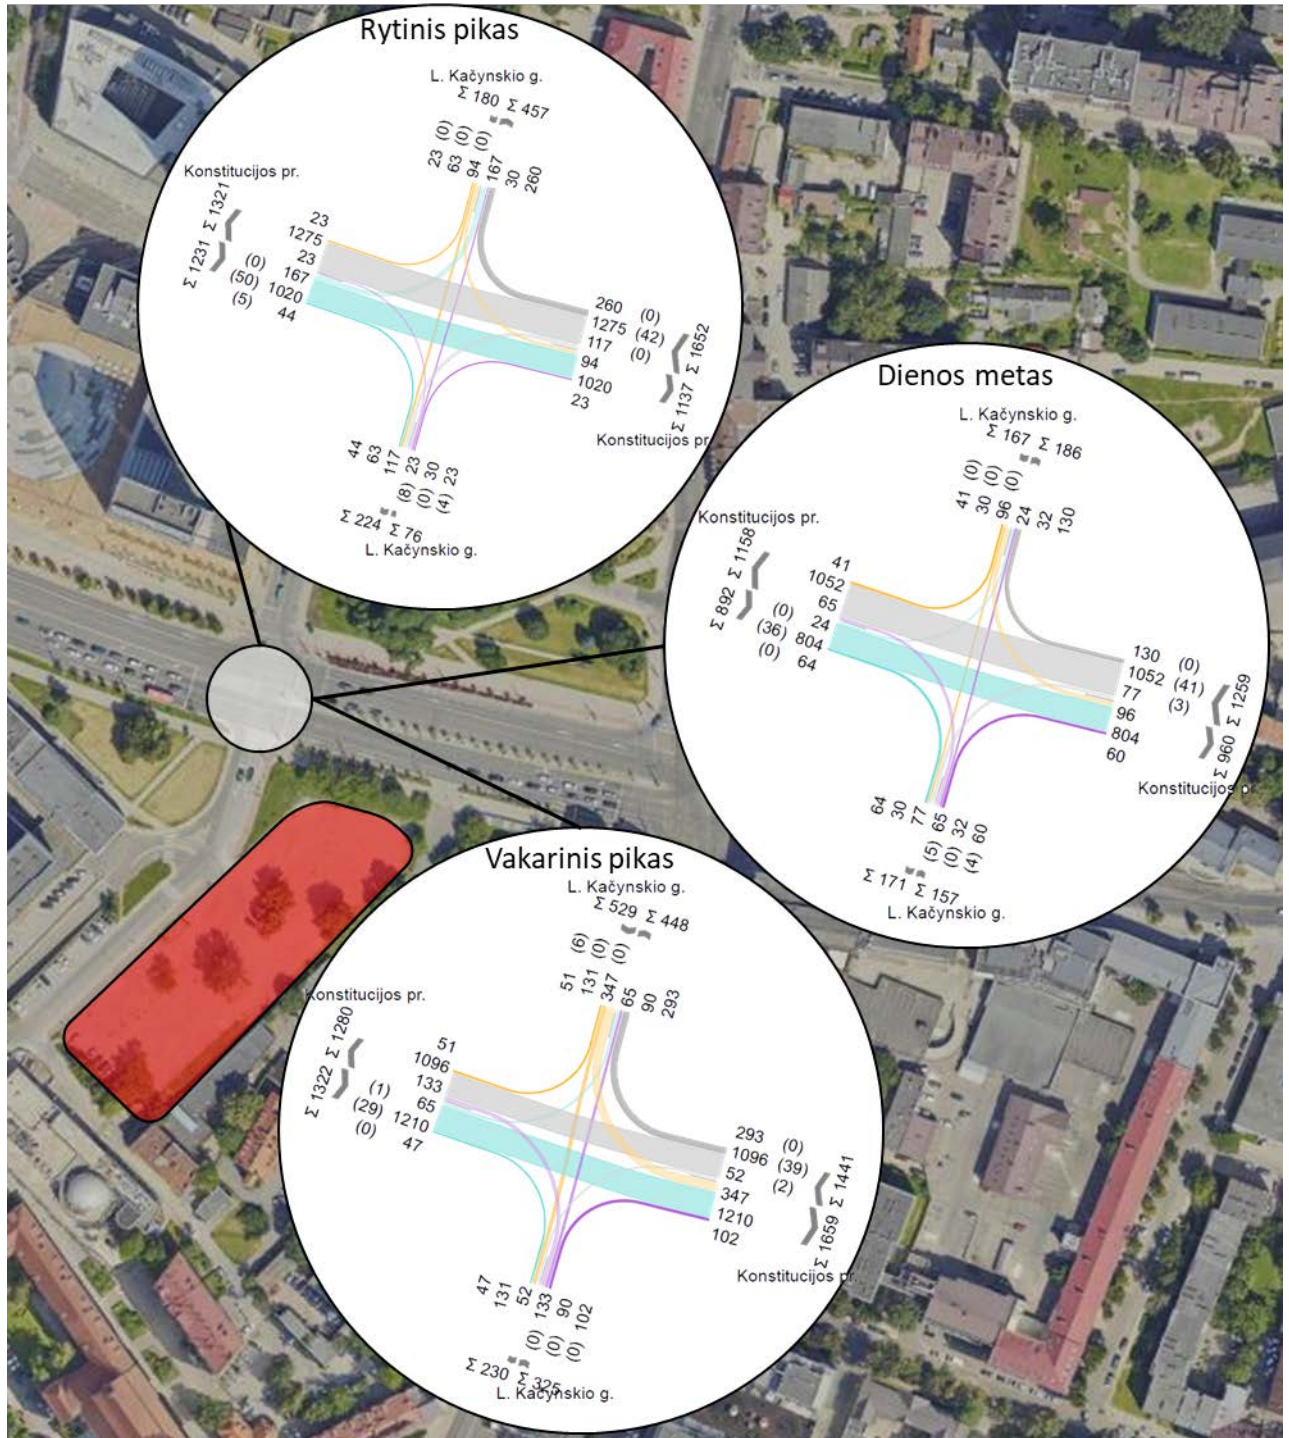 Rytinis pikas
L. Kačynskio g.
Σ 180 Σ 457
23 (0)
63 (0)
94 (0)
167
30
260
Konstitucijos pr.
Σ 1231 Σ 1321
23
1275
23
(0) 167
(50) 1020
(5) 44
260 (0)
1275 (42)
117 (0)
94
1020
23
Σ 1137 Σ 1652
Konstitucijos pr
44
63
117
23 (8)
30 (0)
23 (4)
Σ 224 Σ 76
L. Kačynskio g.
Dienos metas
L. Kačynskio g.
Σ 167 Σ 186
41 (0)
30 (0)
96 (0)
24
32
130
Konstitucijos pr.
Σ 892 Σ 1158
41
1052
65
(0) 24
(36) 804
(0) 64
130 (0)
1052 (41)
77 (3)
96
804
60
Σ 960 Σ 1259
Konstitucijos pr.
64
30
77
65 (5)
32 (0)
60 (4)
Σ 171 Σ 157
L. Kačynskio g.
Vakarinis pikas
L. Kačynskio g.
Σ 529 Σ 448
51 (6)
131 (0)
347 (0)
65
90
293
Konstitucijos pr.
Σ 1322 Σ 1280
51
1096
133
(1) 65
(29) 1210
(0) 47
293 (0)
1096 (39)
52 (2)
347
1210
102
Σ 1659 Σ 1441
Konstitucijos pr.
47
131
52
133 (0)
90 (0)
102 (0)
Σ 230 Σ 325
L. Kačynskio g.